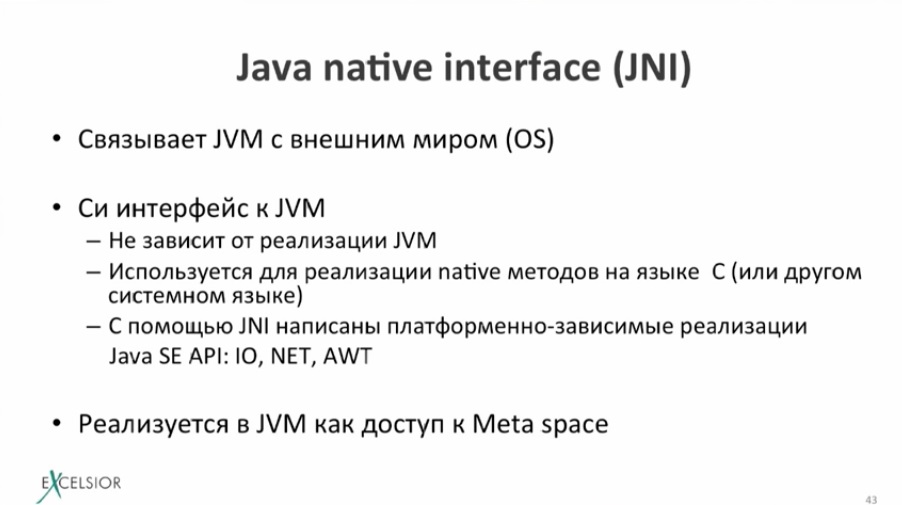 Java native interface (JNI)
• Связывает JVM с внешним миром (OS)
• Си интерфейс к JVM
– Не зависит от реализации JVM
– Используется для реализации native методов на языке C (или другом
системном языке)
– С помощью JNI написаны платформенно-зависимые реализации
Java SE API: IO, NET, AWT
• Реализуется в JVM как доступ к Meta space
EXCELSIOR
43